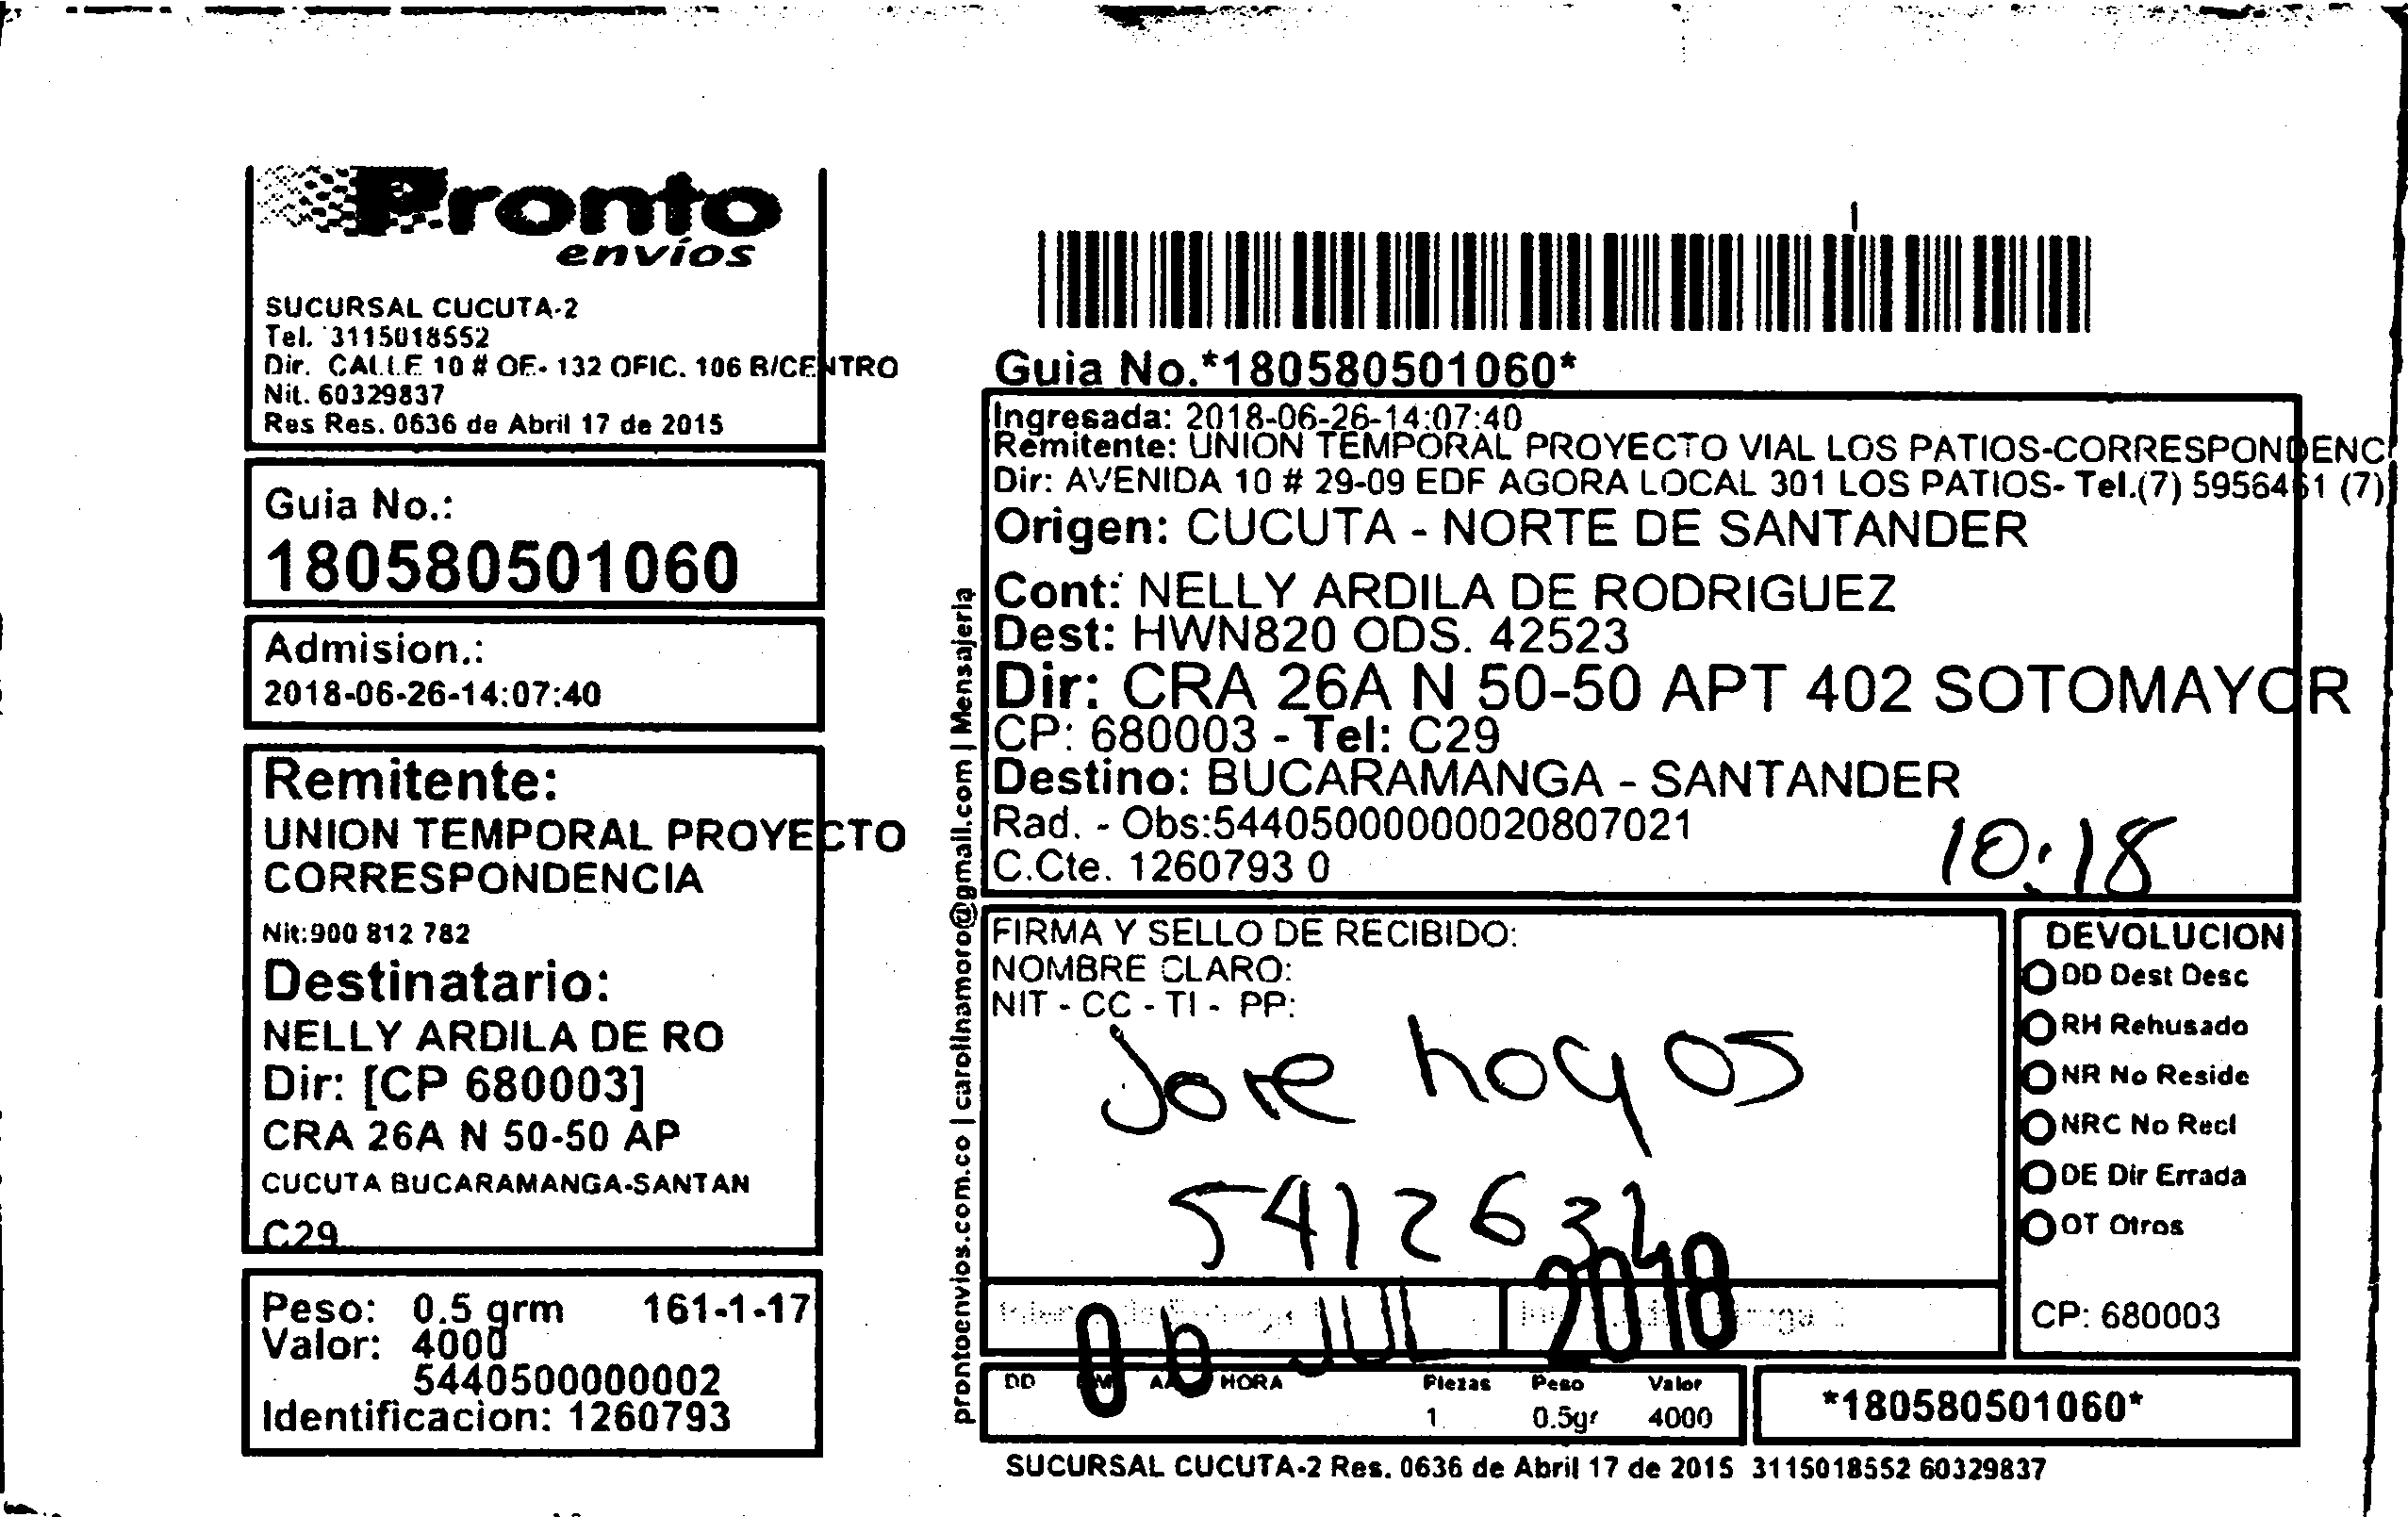 Pronto
envíos
SUCURSAL CUCUTA-2
Tel. 3115018552
Dir. CALLE 10 # OE- 132 OFIC. 106 B/CENTRO
Nit. 60329837
Res Res. 0636 de Abril 17 de 2015
Guia No.:
180580501060
Admision.:
2018-06-26-14:07:40
Remitente:
UNION TEMPORAL PROYECTO
CORRESPONDENCIA
Nit:900 812 782
Destinatario:
NELLY ARDILA DE RO
Dir: [CP 680003]
CRA 26A N 50-50 AP
CUCUTA BUCARAMANGA-SANTAN
C29
Peso: 0.5 grm 161-1-17
Valor: 4000
5440500000002
Identificacion: 1260793
prontoenvios.com.co | carolinamoro@gmail.com | Mensajeria
Guia No.*180580501060*
Ingresada: 2018-06-26-14:07:40
Remitente: UNION TEMPORAL PROYECTO VIAL LOS PATIOS-CORRESPONDENC
Dir: AVENIDA 10 # 29-09 EDF AGORA LOCAL 301 LOS PATIOS- Tel.(7) 5956461 (7)
Origen: CUCUTA - NORTE DE SANTANDER
Cont: NELLY ARDILA DE RODRIGUEZ
Dest: HWN820 ODS. 42523
Dir: CRA 26A N 50-50 APT 402 SOTOMAYOR
CP: 680003 - Tel: C29
Destino: BUCARAMANGA - SANTANDER
Rad. - Obs:544050000000020807021
C.Cte. 1260793 0
10:18
FIRMA Y SELLO DE RECIBIDO:
NOMBRE CLARO:
NIT - CC - TI - PP:
Jose hoyos
5412631
06 JUL 2018
DD HORA
Piezas Peso Valor
1 0.5gr 4000
DEVOLUCION
DD Dest Desc
RH Rehusado
NR No Reside
NRC No Recl
DE Dir Errada
OT Otros
CP: 680003
*180580501060*
SUCURSAL CUCUTA-2 Res. 0636 de Abril 17 de 2015 3115018552 60329837